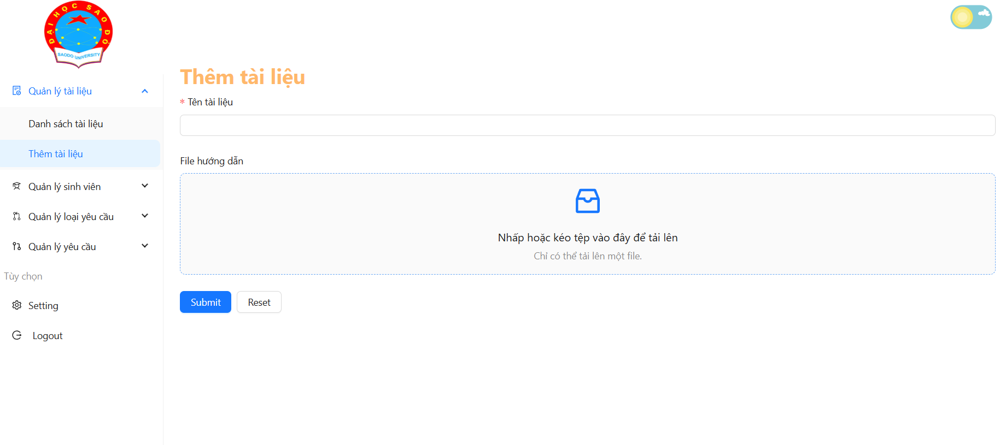 ĐẠI HỌC SAO ĐỎ
SAODO UNIVERSITY
Quản lý tài liệu
Danh sách tài liệu
Thêm tài liệu
Quản lý sinh viên
Quản lý loại yêu cầu
Quản lý yêu cầu
Tùy chọn
Setting
Logout
Thêm tài liệu
* Tên tài liệu
File hướng dẫn
Nhấp hoặc kéo tệp vào đây để tải lên
Chỉ có thể tải lên một file.
Submit
Reset